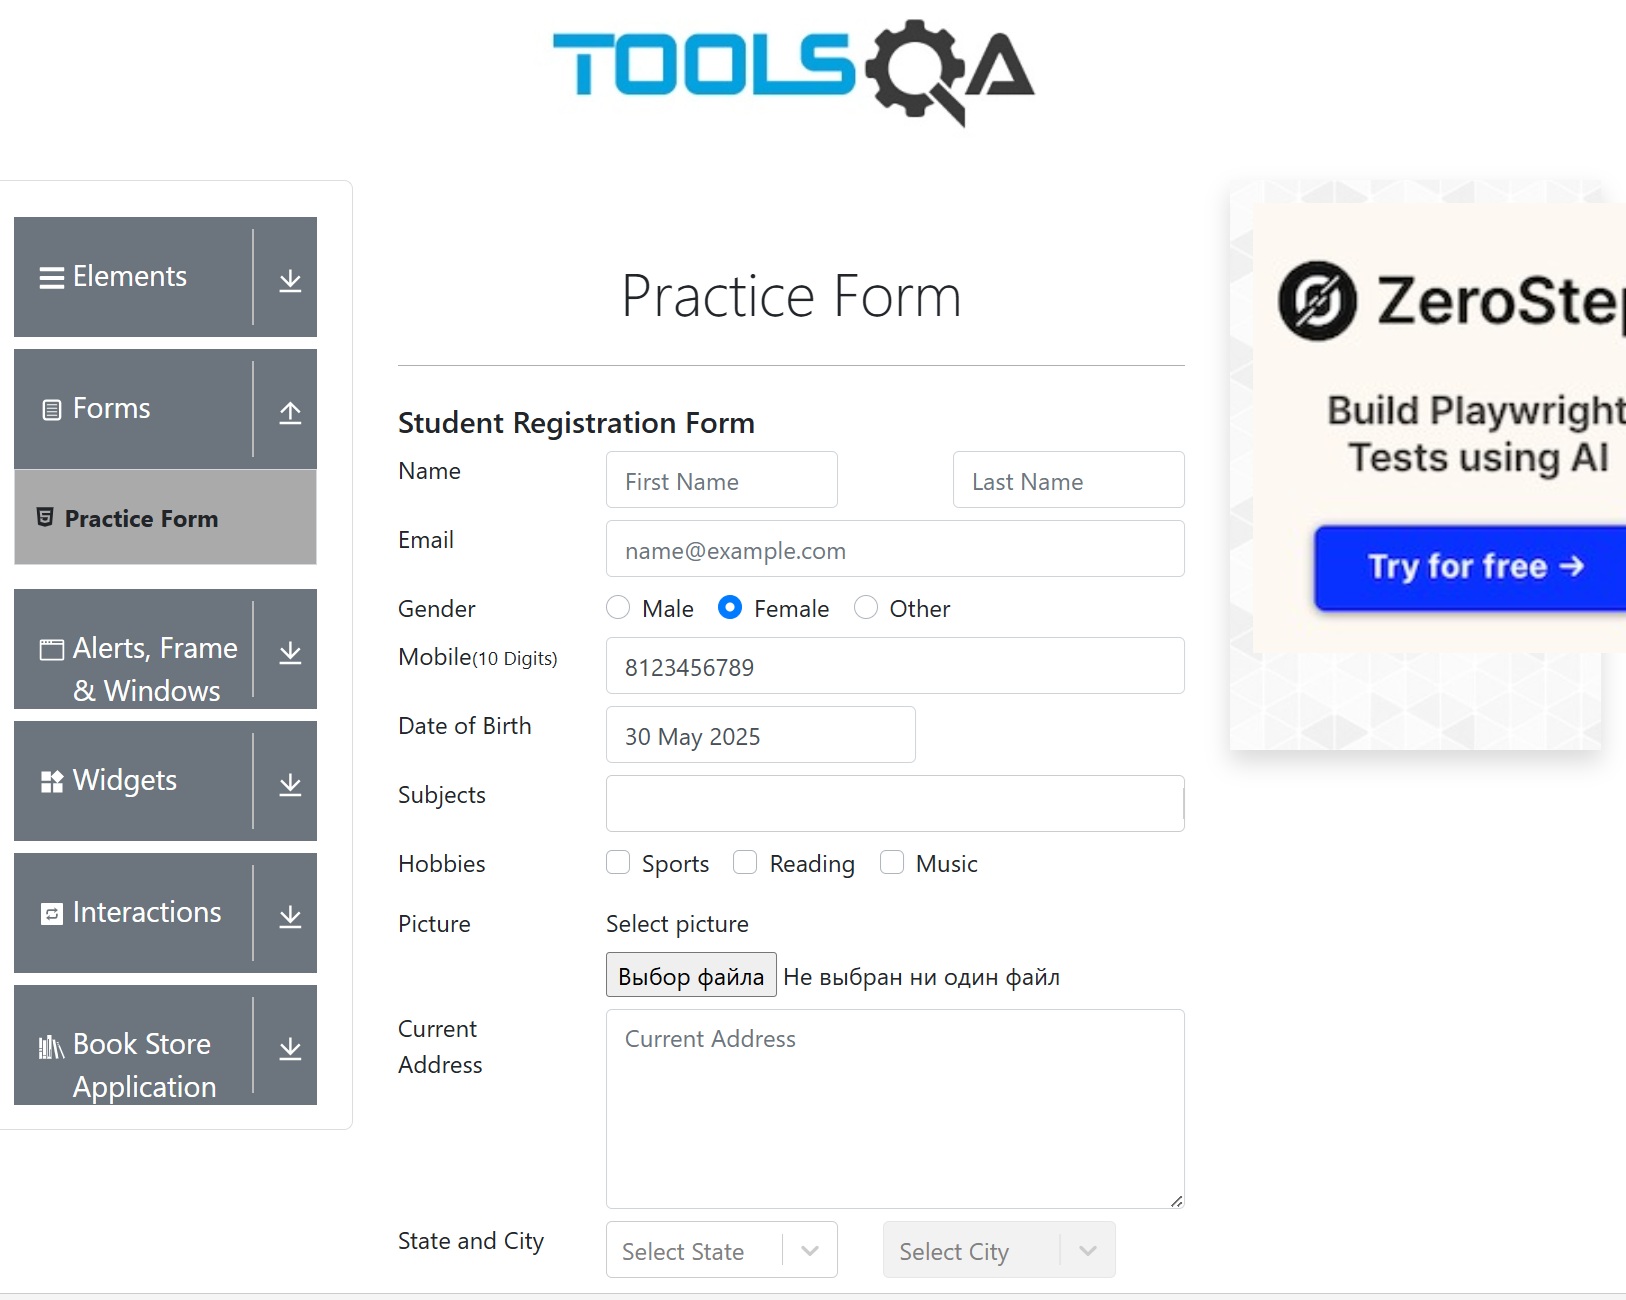 TOOLSQA
Elements
Forms
Practice Form
Alerts, Frame
& Windows
Widgets
Interactions
Book Store
Application
Practice Form
Student Registration Form
Name
First Name
Last Name
Email
name@example.com
Gender
Male
Female
Other
Mobile(10 Digits)
8123456789
Date of Birth
30 May 2025
Subjects
Hobbies
Sports
Reading
Music
Picture
Select picture
Выбор файла
Не выбран ни один файл
Current
Address
Current Address
State and City
Select State
Select City
ZeroStep
Build Playwright
Tests using AI
Try for free →